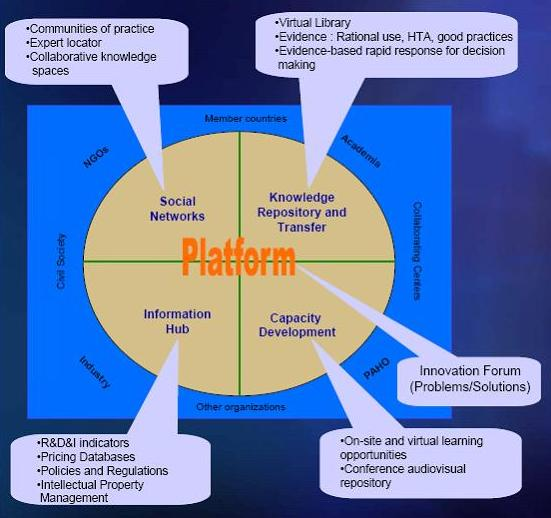 •Communities of practice
•Expert locator
•Collaborative knowledge
spaces
•Virtual Library
•Evidence : Rational use, HTA, good practices
•Evidence-based rapid response for decision
making
Member countries
NGOs
Academia
Social
Networks
Knowledge
Repository and
Transfer
Civil Society
Collaborating Centers
Platform
Information
Hub
Capacity
Development
Industry
PAHO
Innovation Forum
(Problems/Solutions)
Other organizations
•R&D&I indicators
•Pricing Databases
•Policies and Regulations
•Intellectual Property
Management
•On-site and virtual learning
opportunities
•Conference audiovisual
repository